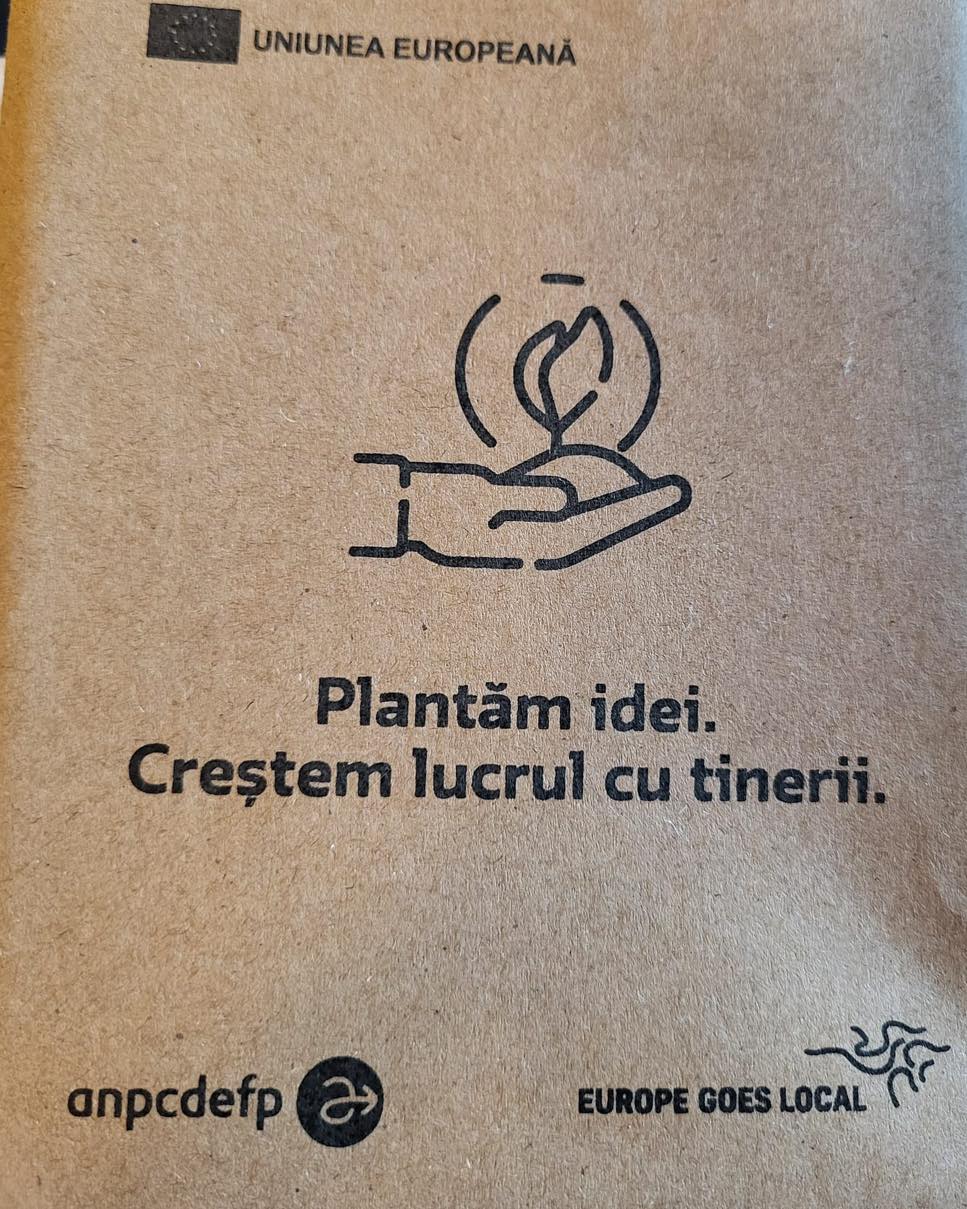 UNIUNEA EUROPEANĂ
Plantăm idei.
Creștem lucrul cu tinerii.
anpcdefp
EUROPE GOES LOCAL